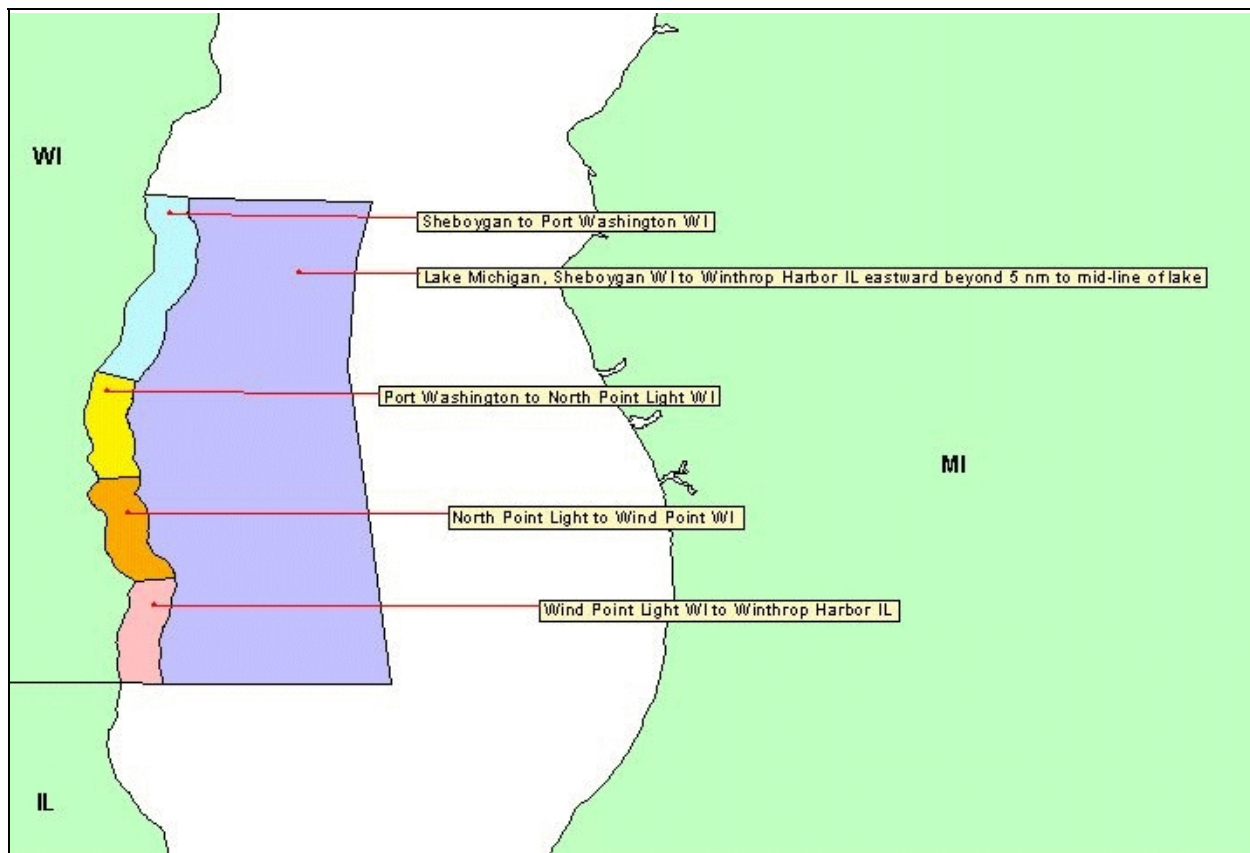 WI
Sheboygan to Port Washington WI
Lake Michigan, Sheboygan WI to Winthrop Harbor IL eastward beyond 5 nm to mid-line of lake
Port Washington to North Point Light WI
MI
North Point Light to Wind Point WI
Wind Point Light WI to Winthrop Harbor IL
IL